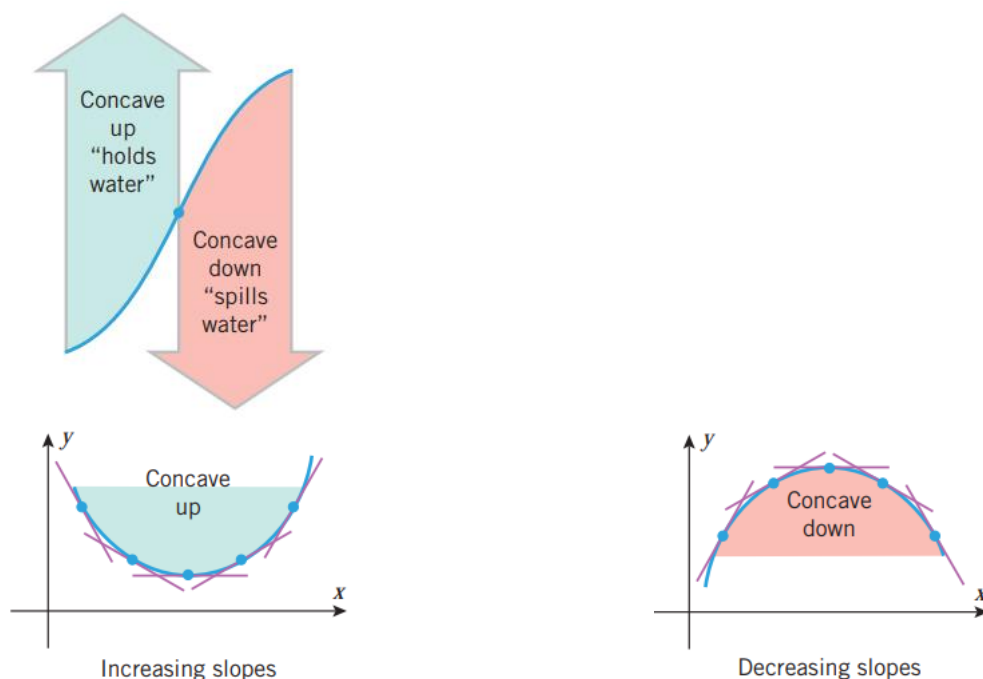 Concave
up
“holds
water”
Concave
down
“spills
water”
y
Concave
up
x
Increasing slopes
y
Concave
down
x
Decreasing slopes